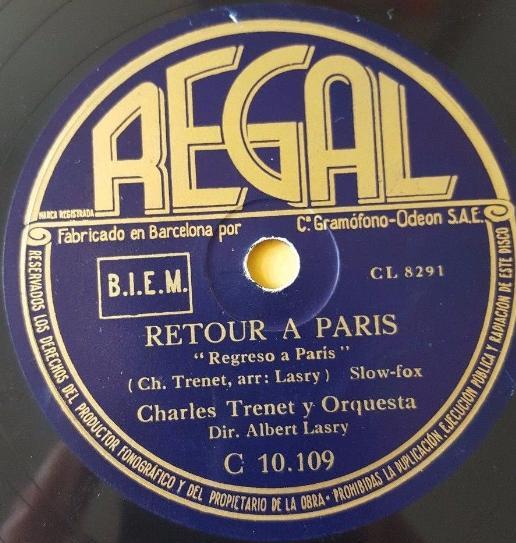 REGAL
MARCA REGISTRADA
Fabricado en Barcelona por Cª. Gramófono-Odeon S.A.E.
B.I.E.M.
CL 8291
RETOUR A PARIS
"Regreso a Paris"
(Ch. Trenet, arr: Lasry) Slow-fox
Charles Trenet y Orquesta
Dir. Albert Lasry
C 10.109
RESERVADOS LOS DERECHOS DEL PRODUCTOR FONOGRÁFICO Y DEL PROPIETARIO DE LA OBRA • PROHIBIDAS LA DUPLICACIÓN, EJECUCIÓN PÚBLICA Y RADIACIÓN DE ESTE DISCO